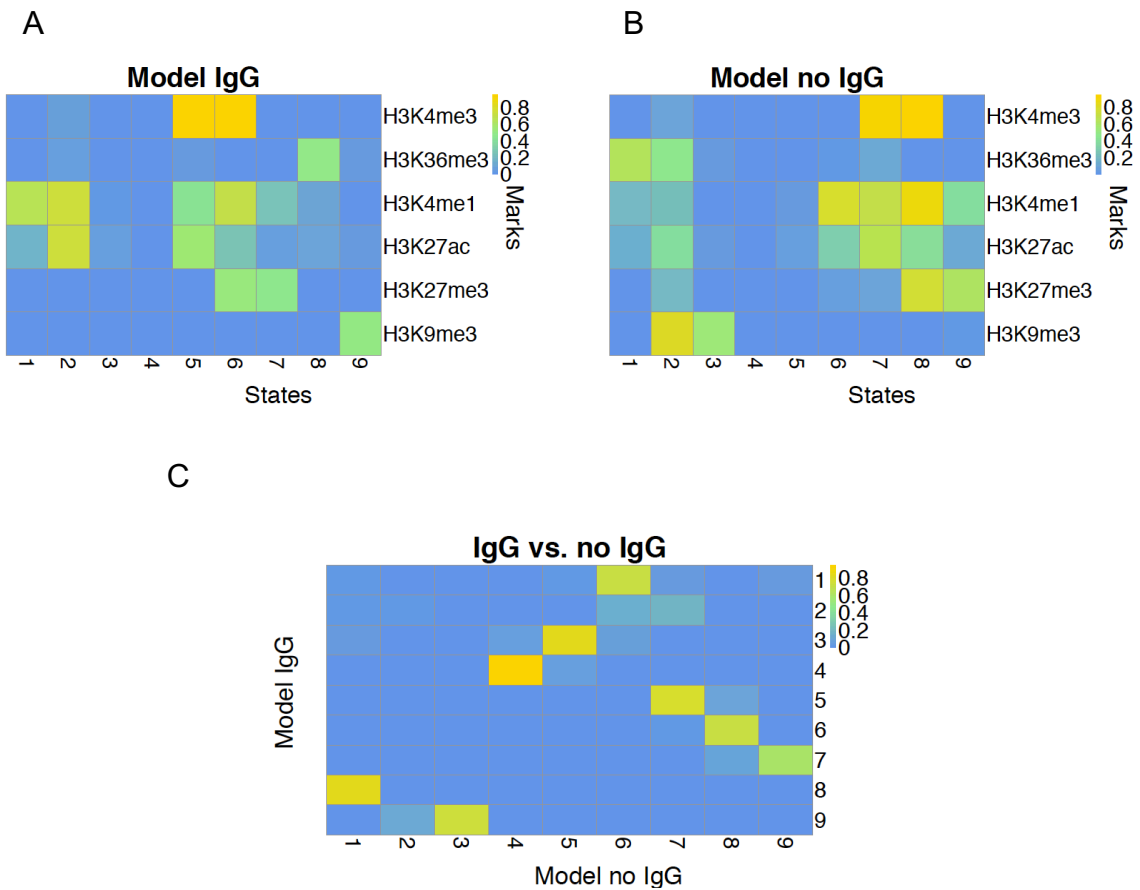 A
Model IgG
H3K4me3
H3K36me3
H3K4me1
H3K27ac
H3K27me3
H3K9me3
0.8
0.6
0.4
0.2
0
Marks
1 2 3 4 5 6 7 8 9
States
B
Model no IgG
H3K4me3
H3K36me3
H3K4me1
H3K27ac
H3K27me3
H3K9me3
0.8
0.6
0.4
0.2
Marks
1 2 3 4 5 6 7 8 9
States
C
IgG vs. no IgG
1
2
3
4
5
6
7
8
9
0.8
0.6
0.4
0.2
0
Model IgG
1 2 3 4 5 6 7 8 9
Model no IgG